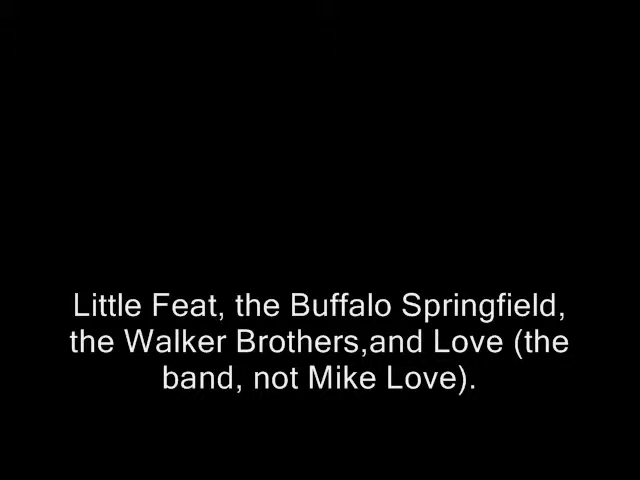 Little Feat, the Buffalo Springfield,
the Walker Brothers,and Love (the
band, not Mike Love).